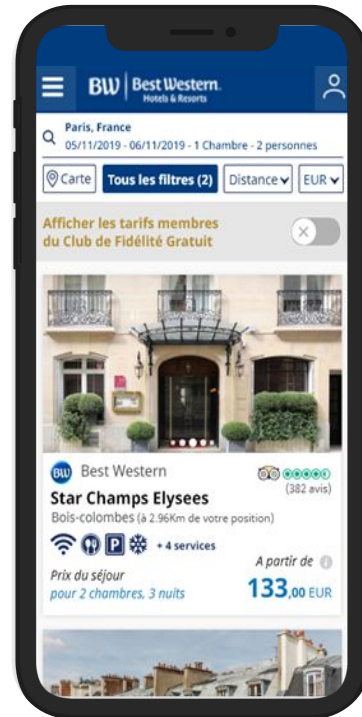 BW Best Western.
Hotels & Resorts
Paris, France
05/11/2019 - 06/11/2019 - 1 Chambre - 2 personnes
Carte Tous les filtres (2) Distance EUR
Afficher les tarifs membres
du Club de Fidélité Gratuit
BW Best Western
(382 avis)
Star Champs Elysees
Bois-colombes (à 2.96Km de votre position)
P + 4 services
A partir de i
Prix du séjour
pour 2 chambres, 3 nuits
133,00 EUR